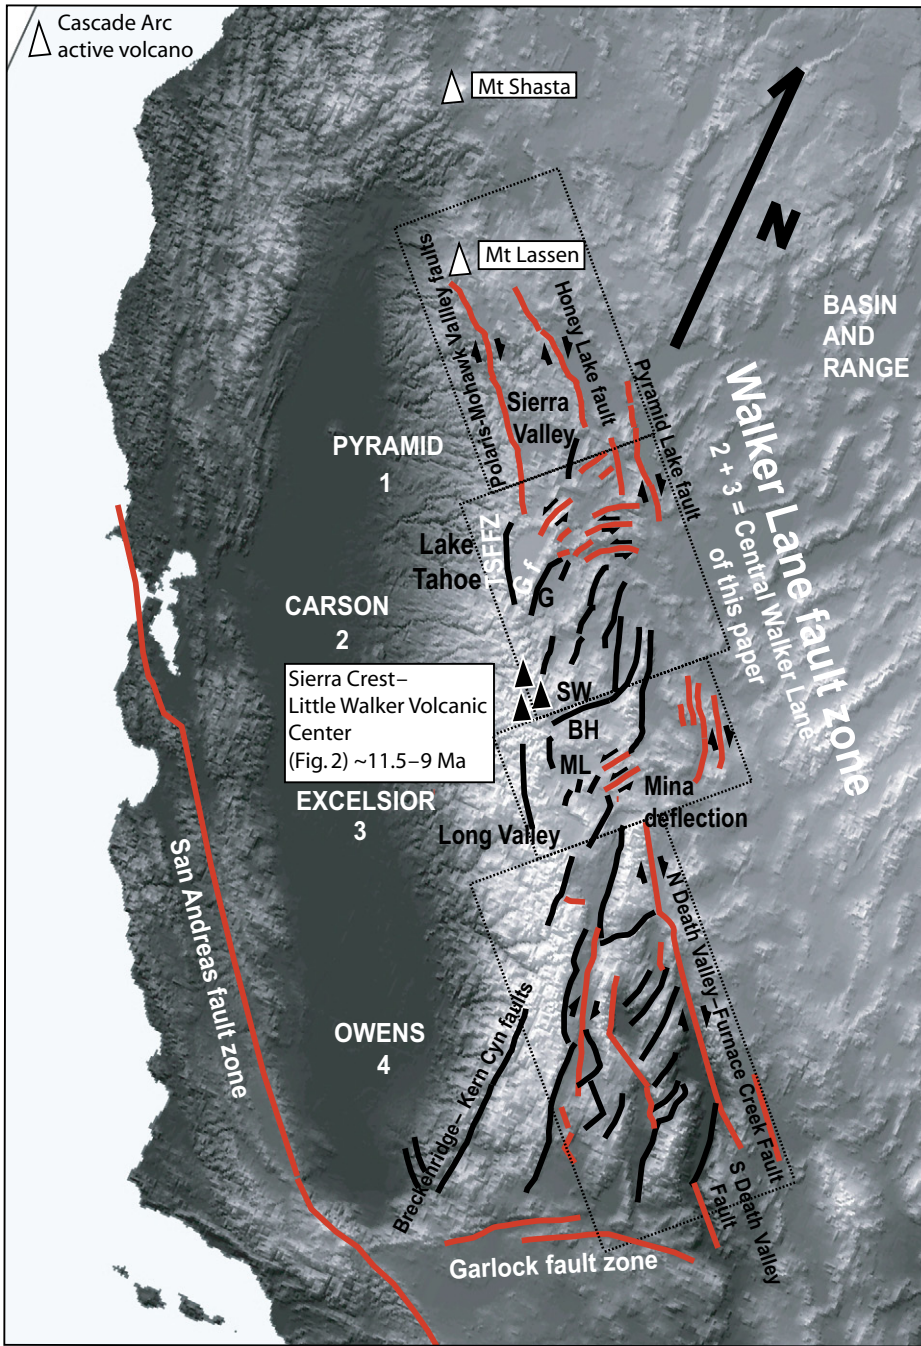 Cascade Arc
active volcano
Mt Shasta
N
Mt Lassen
BASIN
AND
RANGE
Polaris-Mohawk Vallley faults
Honey Lake fault
Pyramid Lake fault
Sierra
Valley
Walker Lane fault zone
2 + 3 = Central Walker Lane
of this paper
PYRAMID
1
Lake
Tahoe
TSFFZ
G f
G
CARSON
2
Sierra Crest–
Little Walker Volcanic
Center
(Fig. 2) ~11.5–9 Ma
SW
BH
ML
Mina
deflection
EXCELSIOR
3
Long Valley
San Andreas fault zone
N Death Valley–Furnace Creek Fault
OWENS
4
Breckenridge– Kern Cyn faults
S Death Valley
Fault
Garlock fault zone